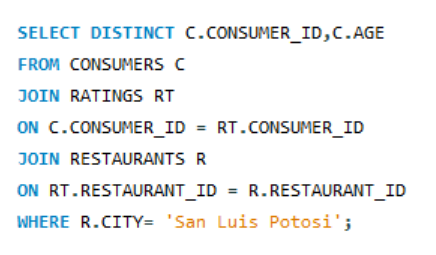 SELECT DISTINCT C.CONSUMER_ID,C.AGE
FROM CONSUMERS C
JOIN RATINGS RT
ON C.CONSUMER_ID = RT.CONSUMER_ID
JOIN RESTAURANTS R
ON RT.RESTAURANT_ID = R.RESTAURANT_ID
WHERE R.CITY= 'San Luis Potosi';